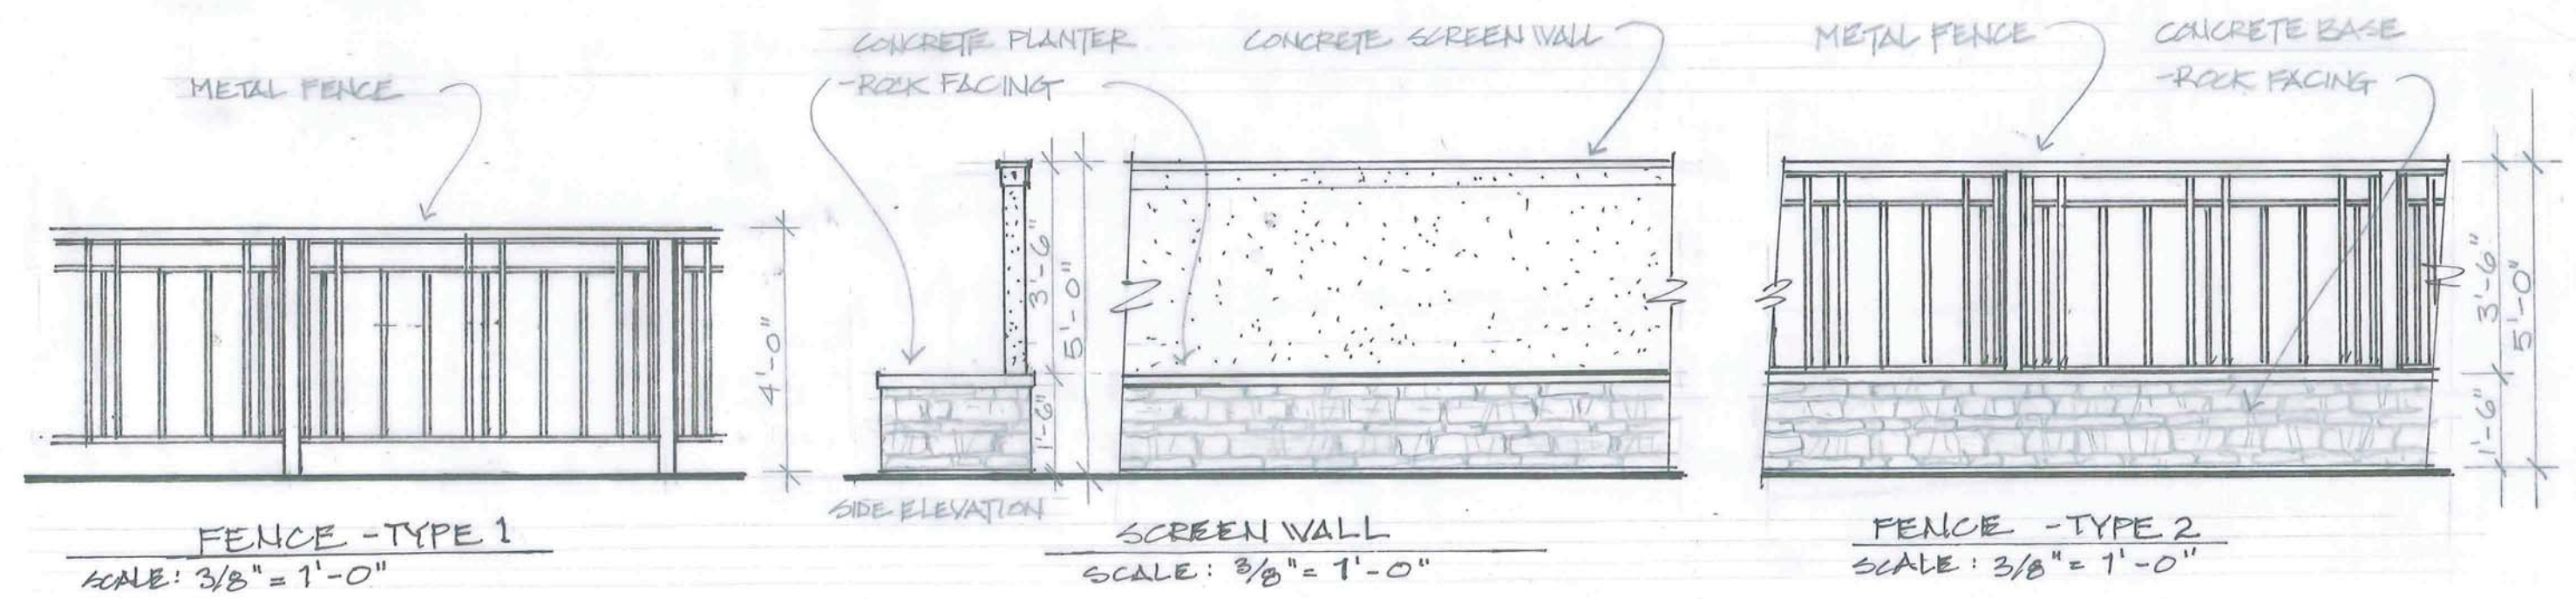 METAL FENCE
4'-0"
FENCE - TYPE 1
SCALE: 3/8" = 1'-0"
CONCRETE PLANTER
-ROCK FACING
CONCRETE SCREEN WALL
3'-6"
5'-0"
1'-6"
SIDE ELEVATION
SCREEN WALL
SCALE: 3/8" = 1'-0"
METAL FENCE
CONCRETE BASE
-ROCK FACING
3'-6"
5'-0"
1'-6"
FENCE - TYPE 2
SCALE: 3/8" = 1'-0"